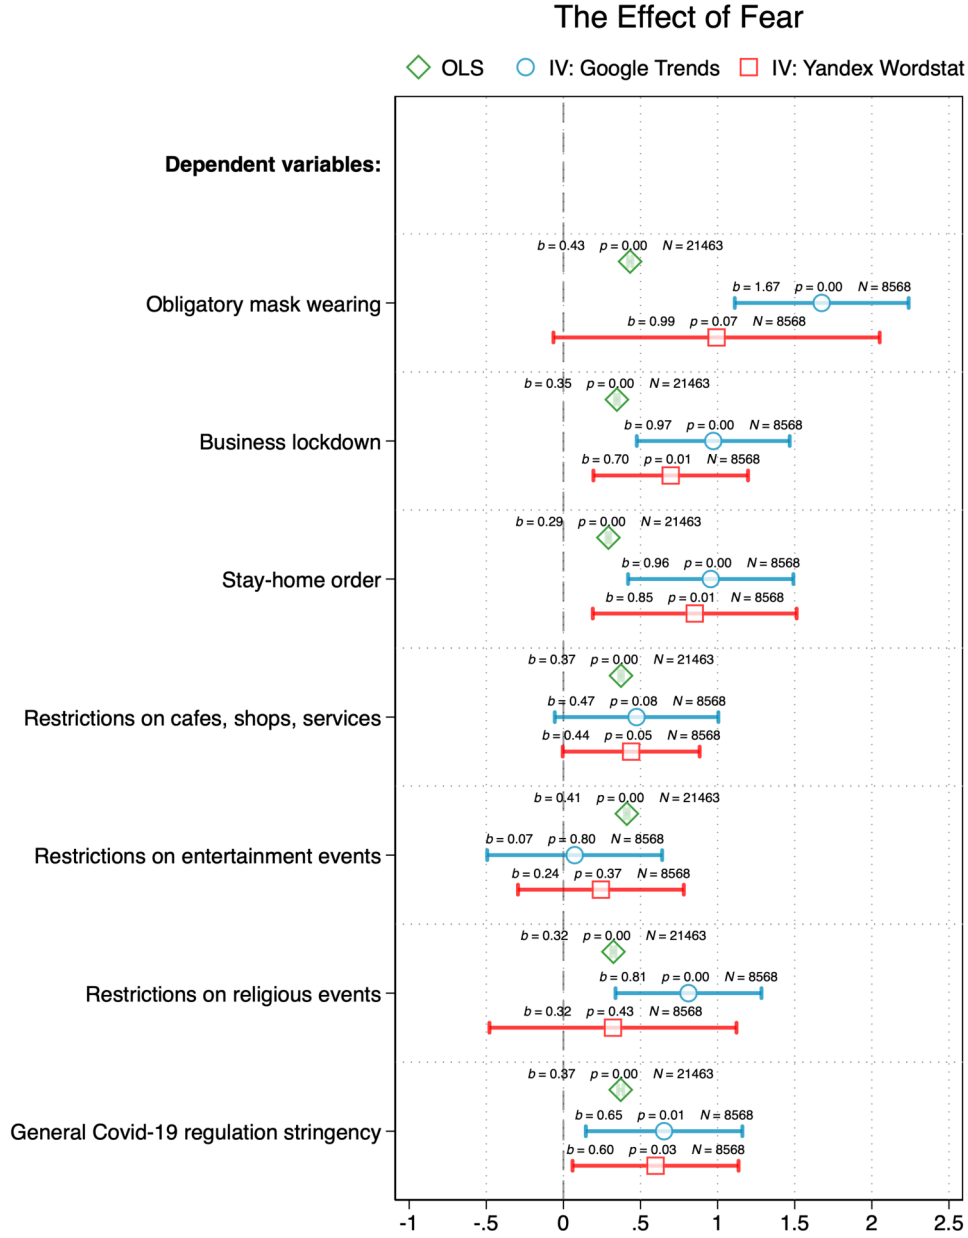 The Effect of Fear
OLS IV: Google Trends IV: Yandex Wordstat
Dependent variables:
b = 0.43 p = 0.00 N = 21463
b = 1.67 p = 0.00 N = 8568
Obligatory mask wearing
b = 0.99 p = 0.07 N = 8568
b = 0.35 p = 0.00 N = 21463
b = 0.97 p = 0.00 N = 8568
Business lockdown
b = 0.70 p = 0.01 N = 8568
b = 0.29 p = 0.00 N = 21463
b = 0.96 p = 0.00 N = 8568
Stay-home order
b = 0.85 p = 0.01 N = 8568
b = 0.37 p = 0.00 N = 21463
b = 0.47 p = 0.08 N = 8568
Restrictions on cafes, shops, services
b = 0.44 p = 0.05 N = 8568
b = 0.41 p = 0.00 N = 21463
b = 0.07 p = 0.80 N = 8568
Restrictions on entertainment events
b = 0.24 p = 0.37 N = 8568
b = 0.32 p = 0.00 N = 21463
b = 0.81 p = 0.00 N = 8568
Restrictions on religious events
b = 0.32 p = 0.43 N = 8568
b = 0.37 p = 0.00 N = 21463
b = 0.65 p = 0.01 N = 8568
General Covid-19 regulation stringency
b = 0.60 p = 0.03 N = 8568
-1 -.5 0 .5 1 1.5 2 2.5